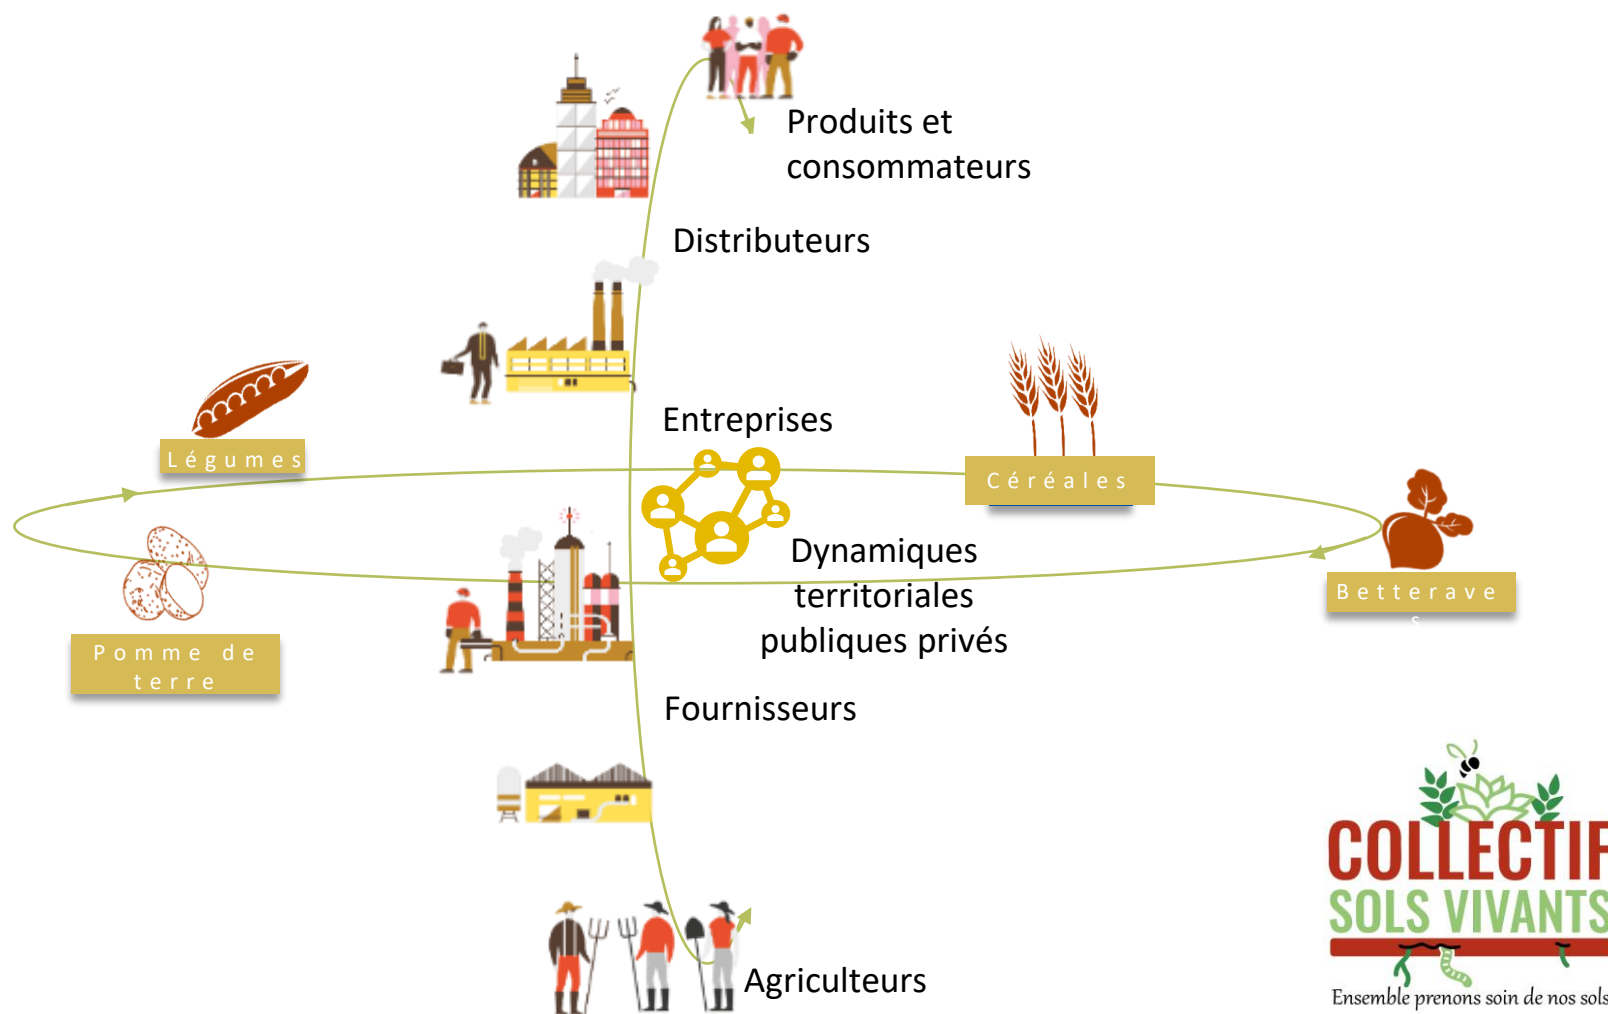 Produits et
consommateurs
Distributeurs
Entreprises
Légumes
Céréales
Dynamiques
territoriales
publiques privés
Betterave
s
Pomme de
terre
Fournisseurs
Agriculteurs
COLLECTIF
SOLS VIVANTS
Ensemble prenons soin de nos sols